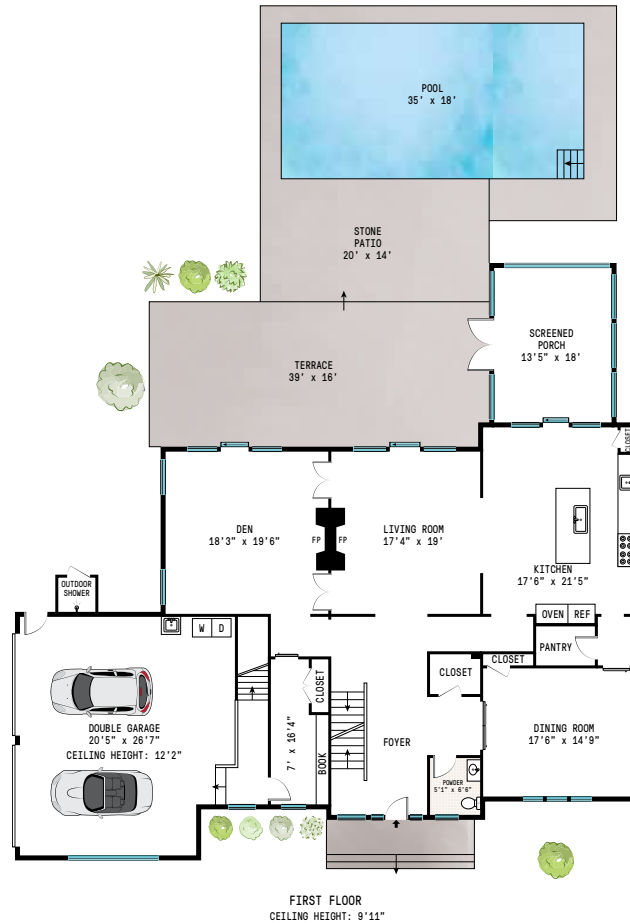 POOL
35' x 18'
STONE
PATIO
20' x 14'
SCREENED
PORCH
13'5" x 18'
TERRACE
39' x 16'
CLOSET
DEN
18'3" x 19'6"
FP
FP
LIVING ROOM
17'4" x 19'
KITCHEN
17'6" x 21'5"
OUTDOOR
SHOWER
OVEN
REF
W
D
PANTRY
CLOSET
CLOSET
CLOSET
DOUBLE GARAGE
20'5" x 26'7"
CEILING HEIGHT: 12'2"
7' x 16'4"
BOOK
FOYER
DINING ROOM
17'6" x 14'9"
POWDER
5'1" x 6'6"
FIRST FLOOR
CEILING HEIGHT: 9'11"